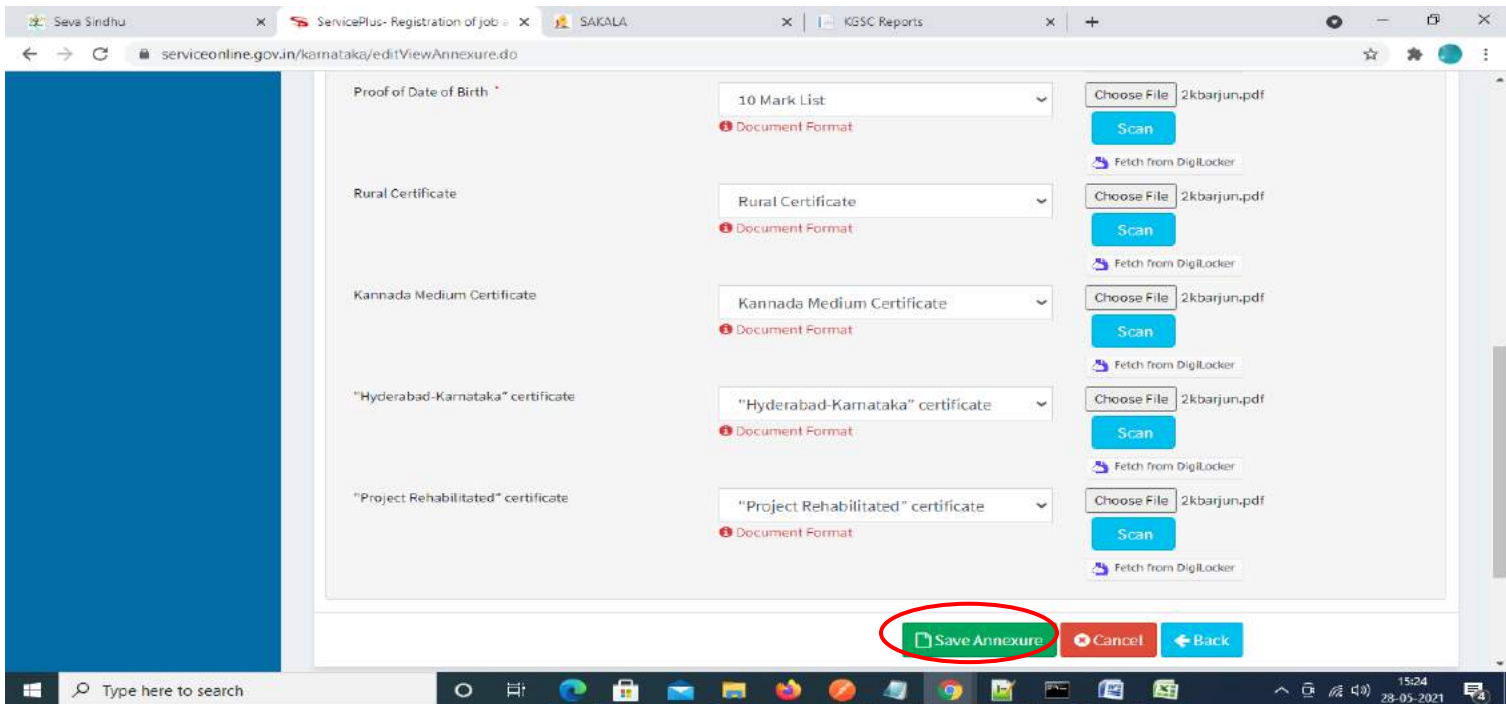 Seva Sindhu
ServicePlus- Registration of job a
SAKALA
KGSC Reports
serviceonline.gov.in/karnataka/editViewAnnexure.do
Proof of Date of Birth *
10 Mark List
Choose File 2kbarjun.pdf
Document Format
Scan
Fetch from DigiLocker
Rural Certificate
Rural Certificate
Choose File 2kbarjun.pdf
Document Format
Scan
Fetch from DigiLocker
Kannada Medium Certificate
Kannada Medium Certificate
Choose File 2kbarjun.pdf
Document Format
Scan
Fetch from DigiLocker
"Hyderabad-Karnataka" certificate
"Hyderabad-Karnataka" certificate
Choose File 2kbarjun.pdf
Document Format
Scan
Fetch from DigiLocker
"Project Rehabilitated" certificate
"Project Rehabilitated" certificate
Choose File 2kbarjun.pdf
Document Format
Scan
Fetch from DigiLocker
Save Annexure Cancel Back
Type here to search
15:24
28-05-2021
4